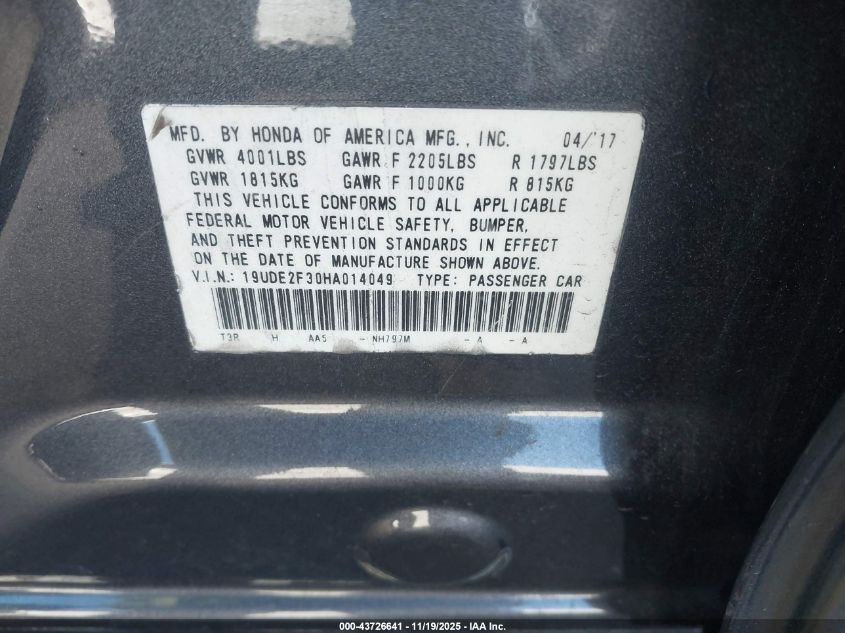 MFD. BY HONDA OF AMERICA MFG., INC. 04/'17
GVWR 4001LBS GAWR F 2205LBS R 1797LBS
GVWR 1815KG GAWR F 1000KG R 815KG
THIS VEHICLE CONFORMS TO ALL APPLICABLE
FEDERAL MOTOR VEHICLE SAFETY, BUMPER,
AND THEFT PREVENTION STANDARDS IN EFFECT
ON THE DATE OF MANUFACTURE SHOWN ABOVE.
V.I.N.: 19UDE2F30HA014049 TYPE: PASSENGER CAR
T3R H AA5 - NH797M - A - A
000-43726641 - 11/19/2025 - IAA Inc.